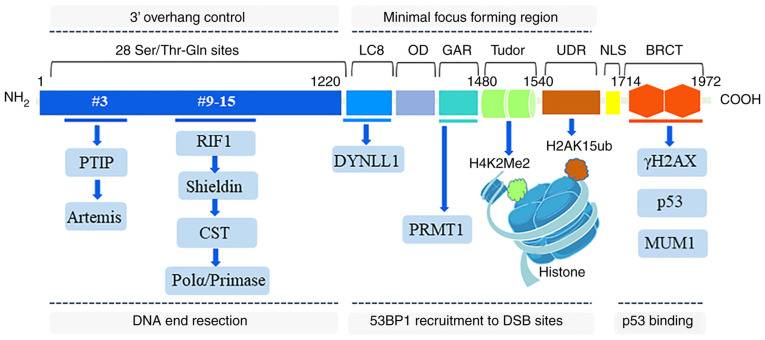 3' overhang control
Minimal focus forming region
28 Ser/Thr-Gln sites
LC8
OD
GAR
Tudor
UDR
NLS
BRCT
1
1220
1480
1540
1714
1972
NH2
#3
#9-15
COOH
PTIP
Artemis
RIF1
Shieldin
CST
Polα/Primase
DYNLL1
PRMT1
H4K2Me2
H2AK15ub
Histone
γH2AX
p53
MUM1
DNA end resection
53BP1 recruitment to DSB sites
p53 binding